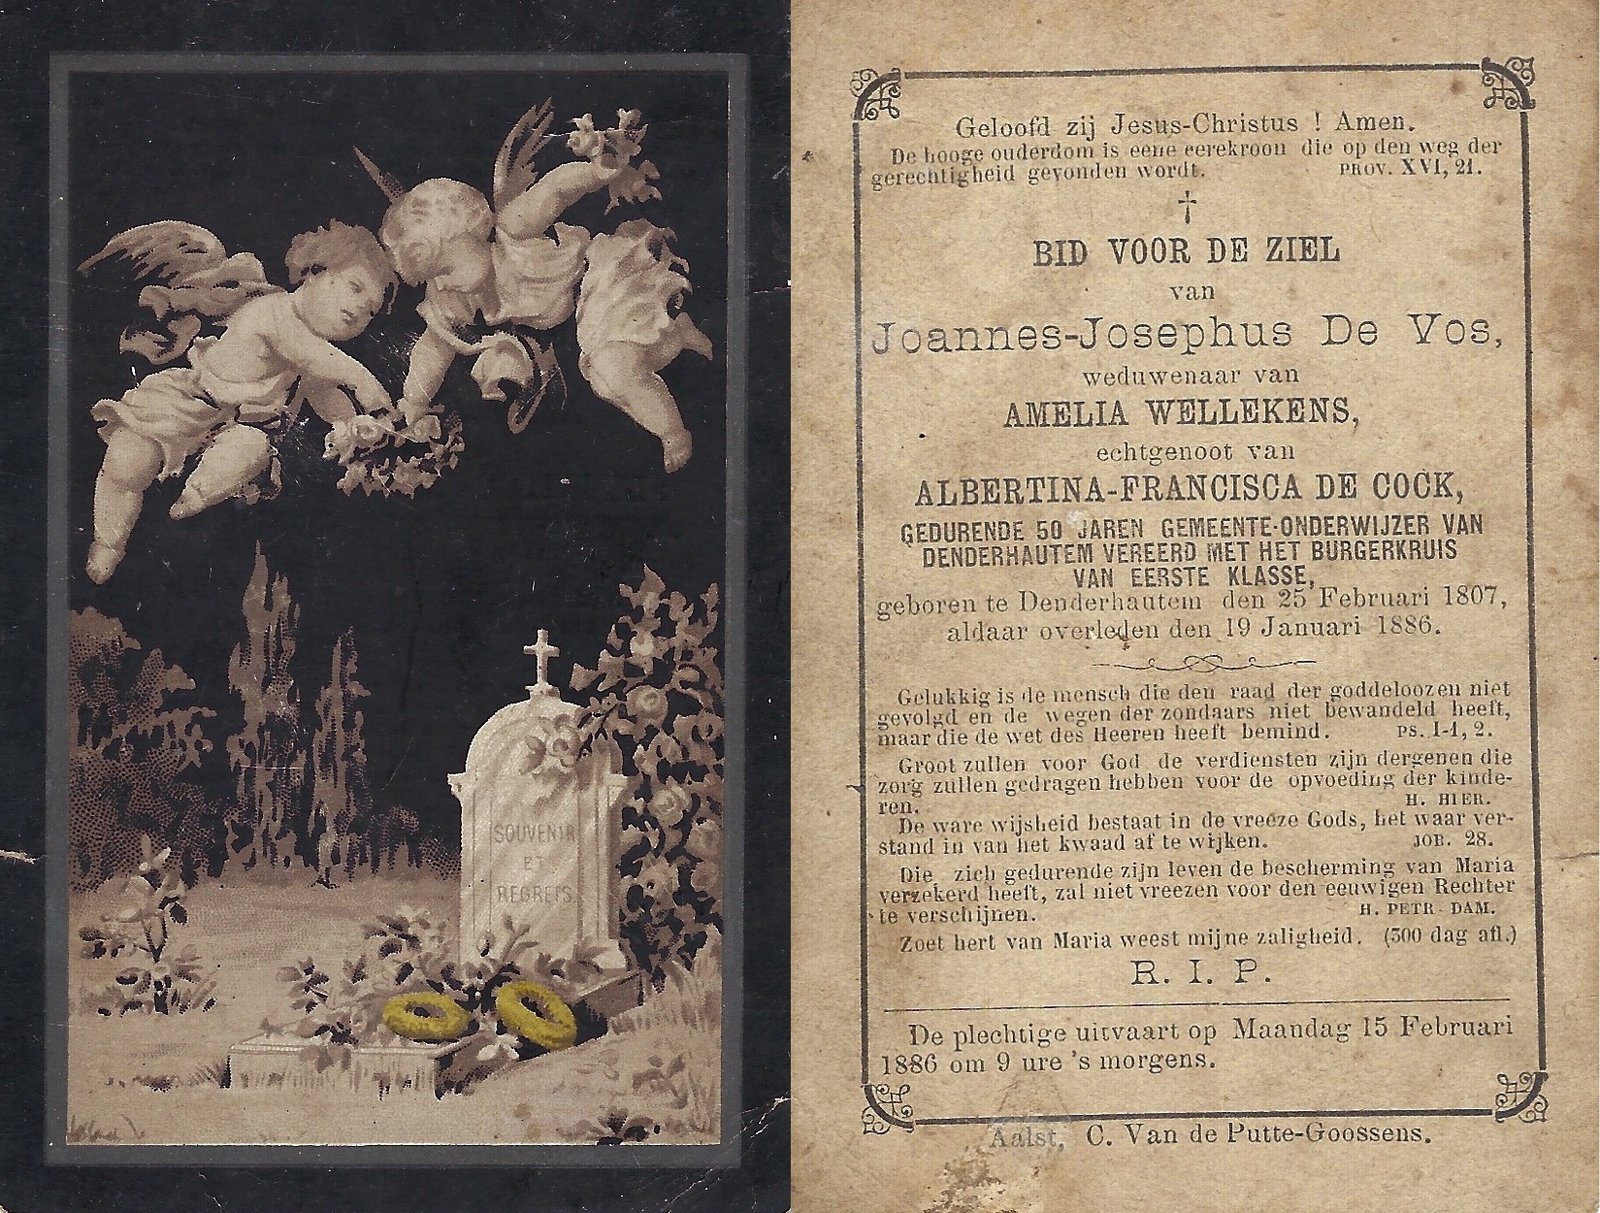 SOUVENIR
ET
REGRETS.
Geloofd zij Jesus-Christus ! Amen.
De hooge ouderdom is eene eerekroon die op den weg der
gerechtigheid gevonden wordt. PROV. XVI, 21.
BID VOOR DE ZIEL
van
Joannes-Josephus De Vos,
weduwenaar van
AMELIA WELLEKENS,
echtgenoot van
ALBERTINA-FRANCISCA DE COCK,
GEDURENDE 50 JAREN GEMEENTE-ONDERWIJZER VAN
DENDERHAUTEM VEREERD MET HET BURGERKRUIS
VAN EERSTE KLASSE,
geboren te Denderhautem den 25 Februari 1807,
aldaar overleden den 19 Januari 1886.
Gelukkig is de mensch die den raad der goddeloozen niet
gevolgd en de wegen der zondaars niet bewandeld heeft,
maar die de wet des Heeren heeft bemind. PS. I-1, 2.
Groot zullen voor God de verdiensten zijn dergenen die
zorg zullen gedragen hebben voor de opvoeding der kinde-
ren. H. HIER.
De ware wijsheid bestaat in de vreeze Gods, het waar ver-
stand in van het kwaad af te wijken. JOB. 28.
Die zich gedurende zijn leven de bescherming van Maria
verzekerd heeft, zal niet vreezen voor den eeuwigen Rechter
te verschijnen. H. PETR. DAM.
Zoet hert van Maria weest mijne zaligheid. (300 dag afl.)
R. I. P.
De plechtige uitvaart op Maandag 15 Februari
1886 om 9 ure 's morgens.
Aalst, C. Van de Putte-Goossens.